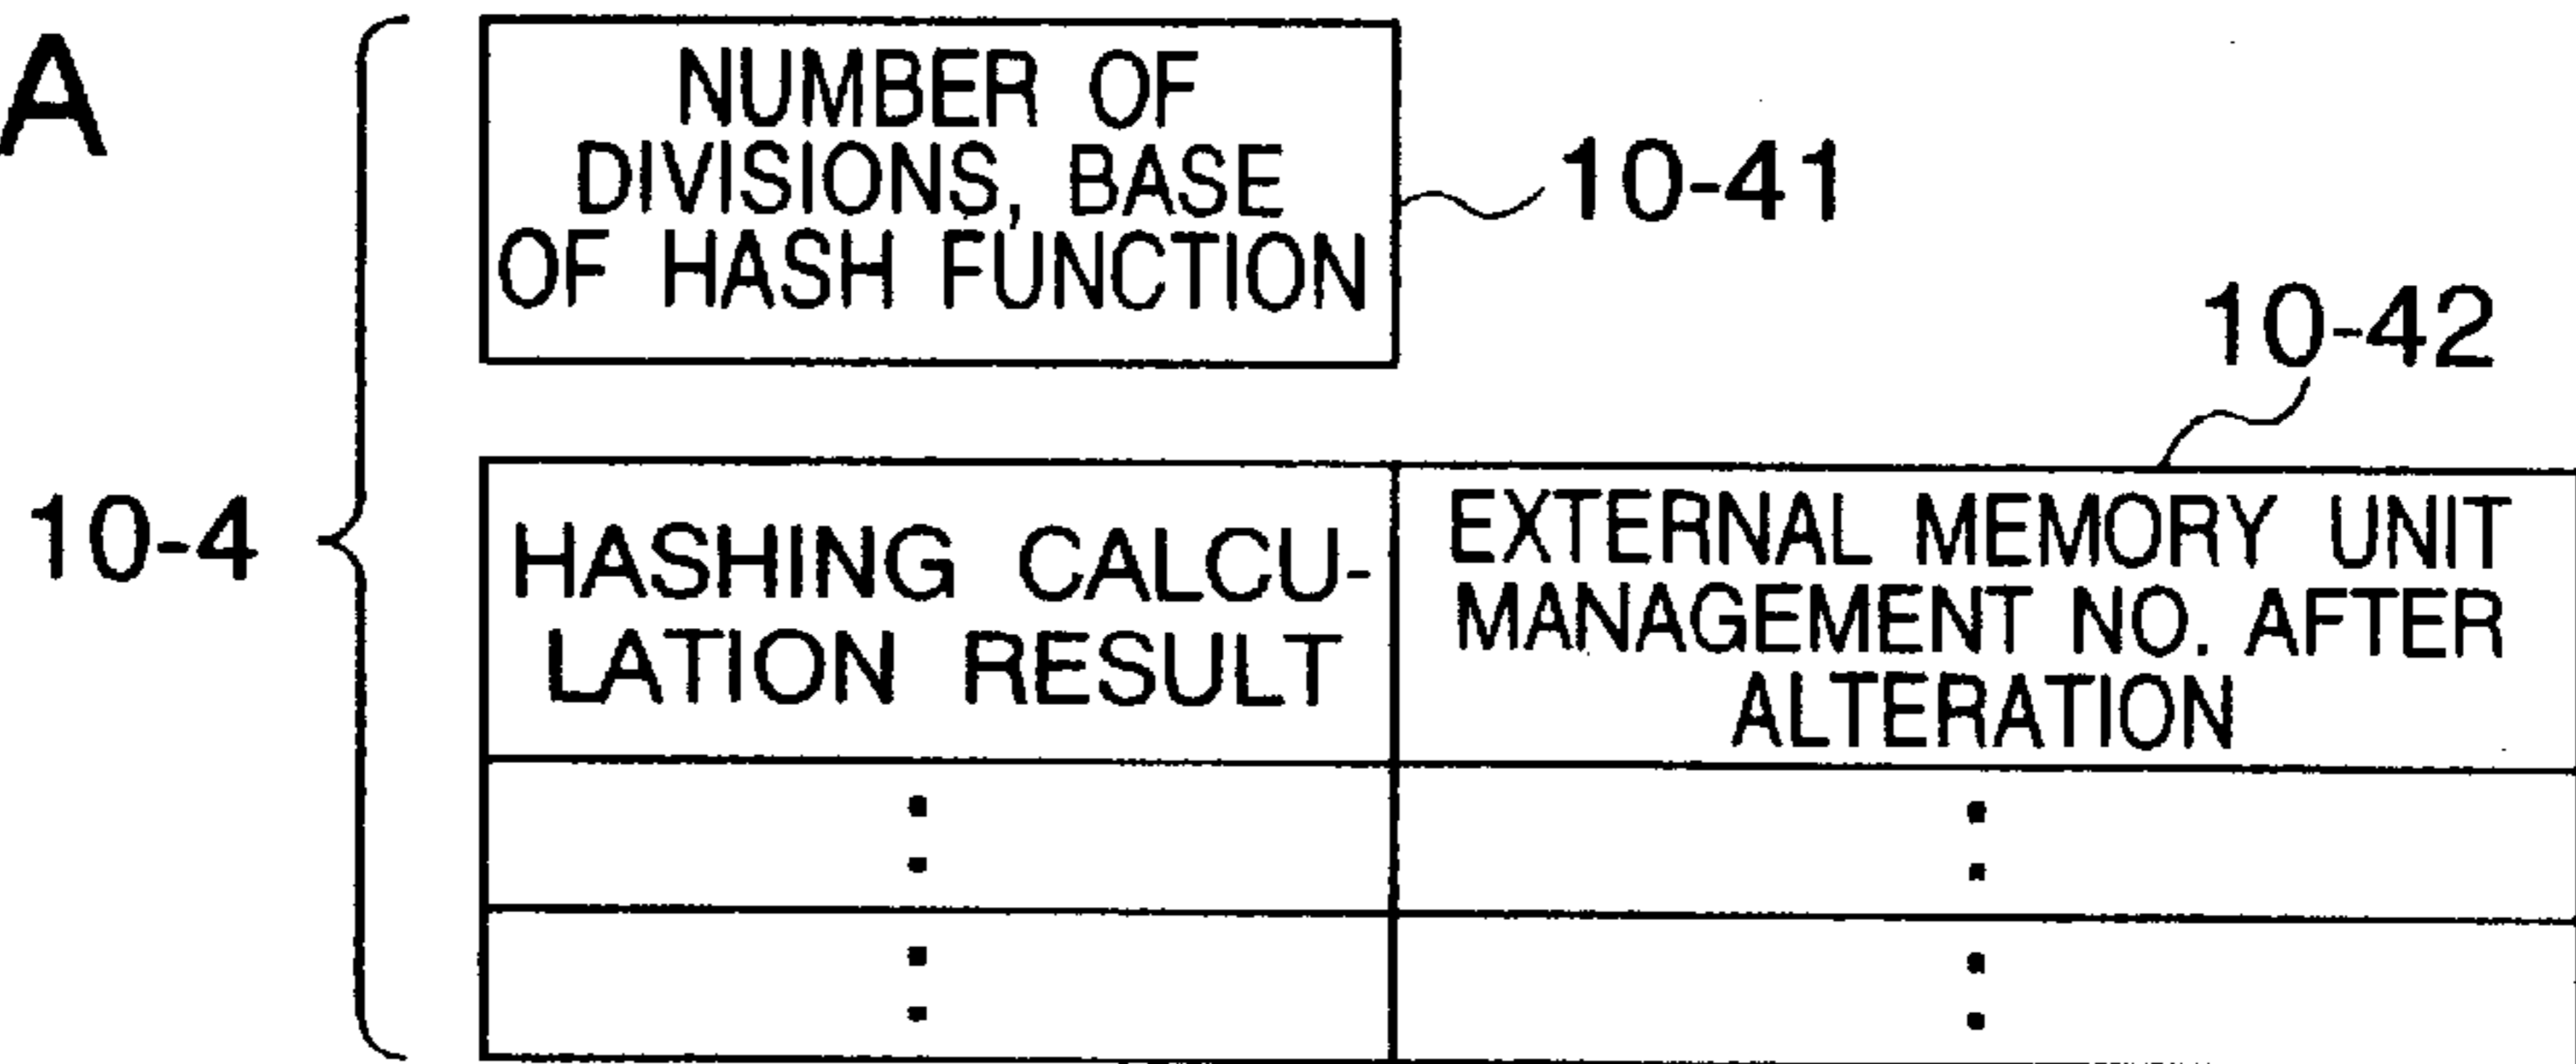 A
NUMBER OF
DIVISIONS, BASE
OF HASH FUNCTION
10-41
10-42
10-4
HASHING CALCU-
LATION RESULT
EXTERNAL MEMORY UNIT
MANAGEMENT NO. AFTER
ALTERATION